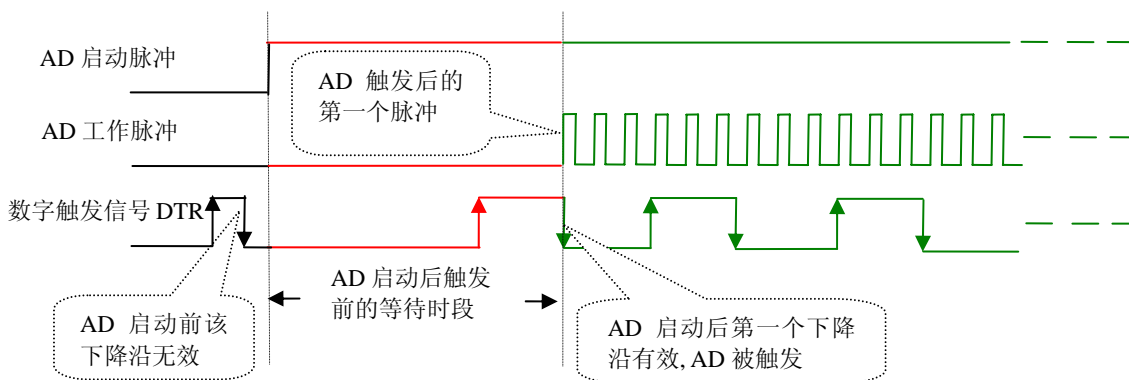 AD 启动脉冲
AD 触发后的
第一个脉冲
AD 工作脉冲
数字触发信号 DTR
AD 启动后触发
前的等待时段
AD 启动前该
下降沿无效
AD 启动后第一个下降
沿有效, AD 被触发